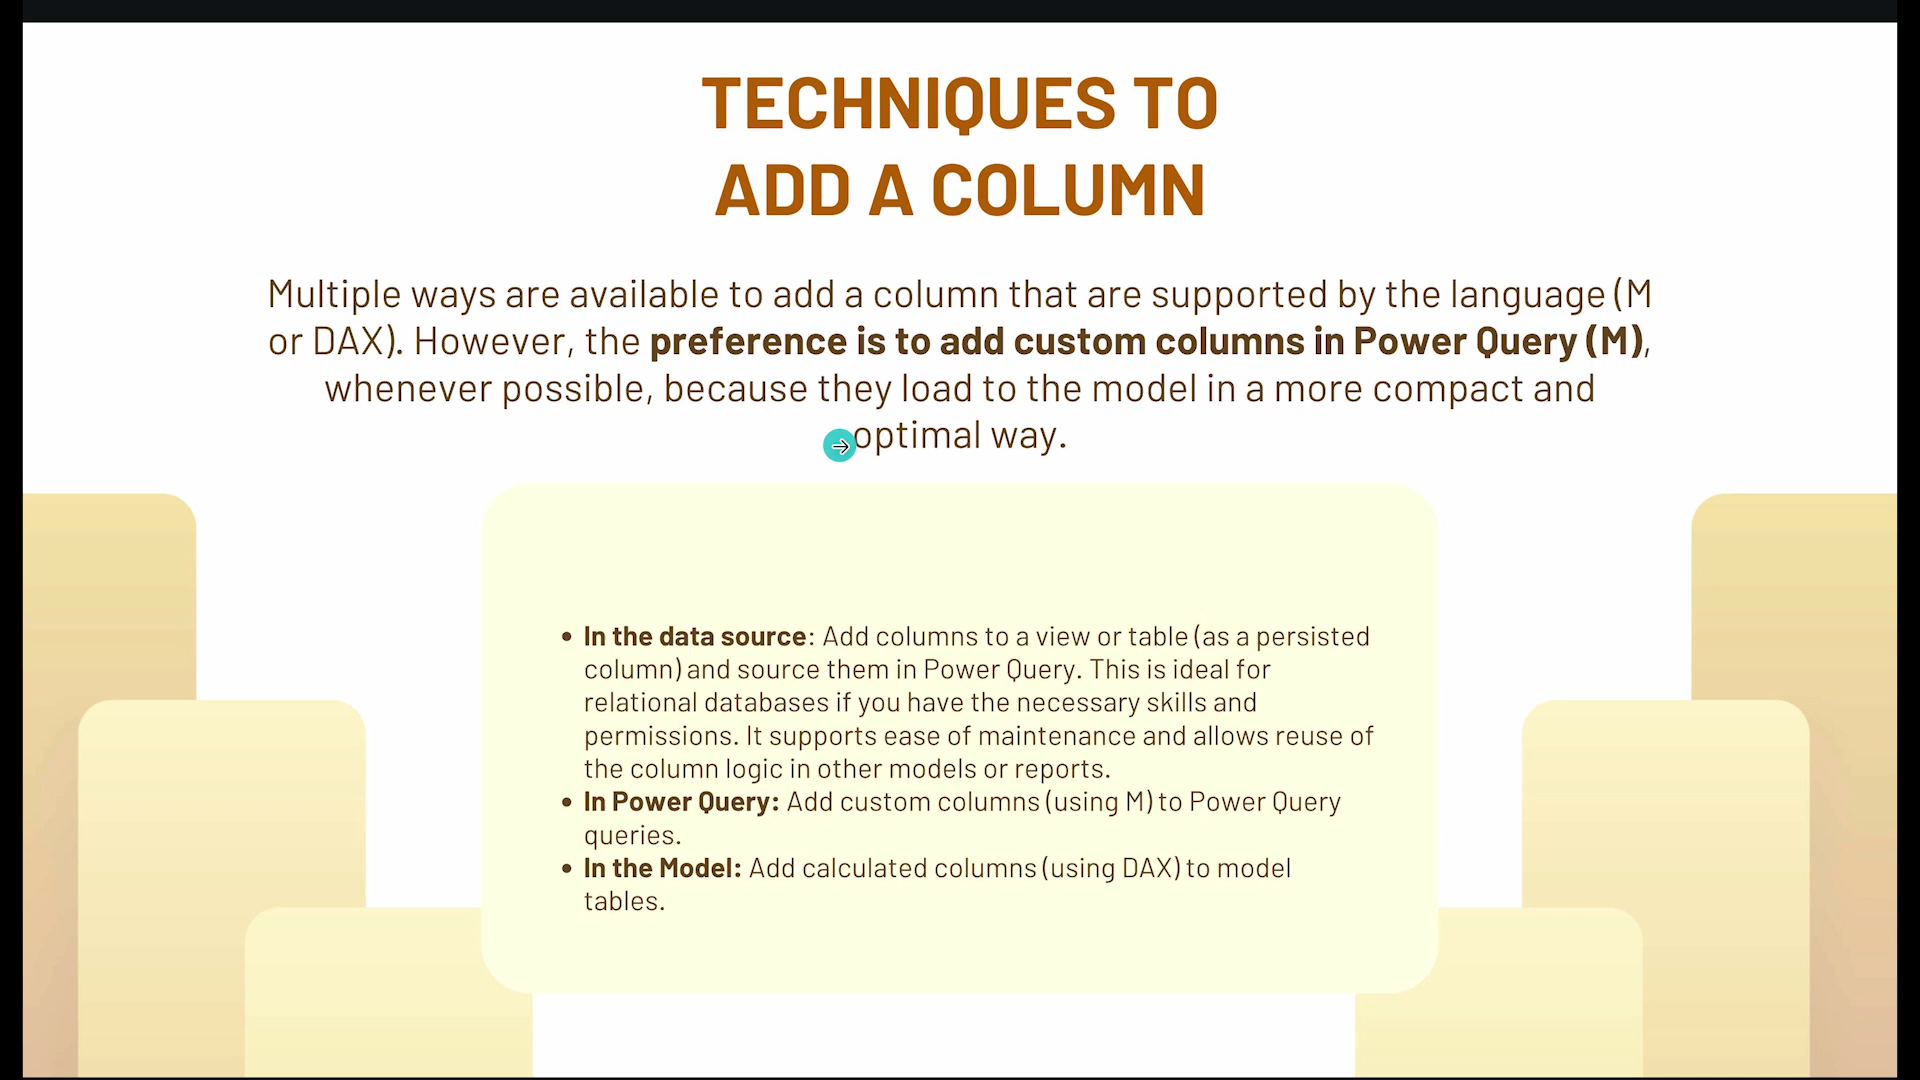 TECHNIQUES TO
ADD A COLUMN
Multiple ways are available to add a column that are supported by the language (M
or DAX). However, the preference is to add custom columns in Power Query (M),
whenever possible, because they load to the model in a more compact and
optimal way.
• In the data source: Add columns to a view or table (as a persisted
column) and source them in Power Query. This is ideal for
relational databases if you have the necessary skills and
permissions. It supports ease of maintenance and allows reuse of
the column logic in other models or reports.
• In Power Query: Add custom columns (using M) to Power Query
queries.
• In the Model: Add calculated columns (using DAX) to model
tables.